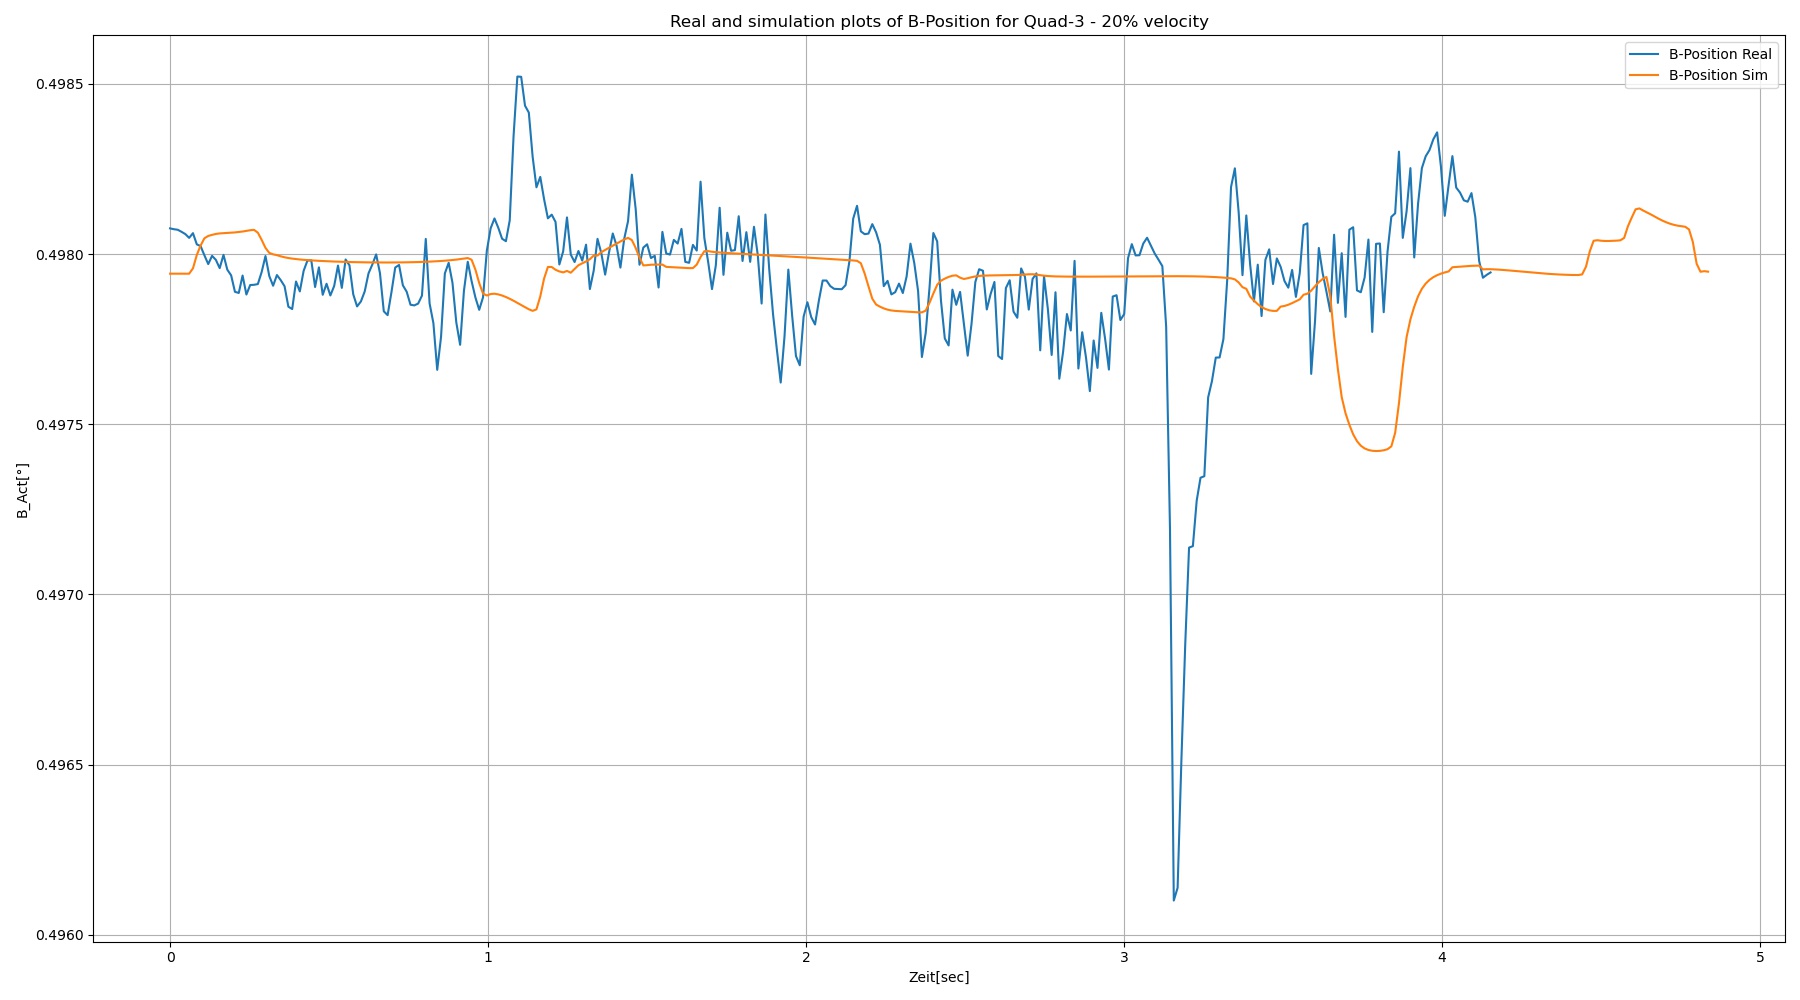 Real and simulation plots of B-Position for Quad-3 - 20% velocity
B-Position Real
B-Position Sim
0.4985
0.4980
0.4975
0.4970
0.4965
0.4960
B_Act[°]
0
1
2
3
4
5
Zeit[sec]